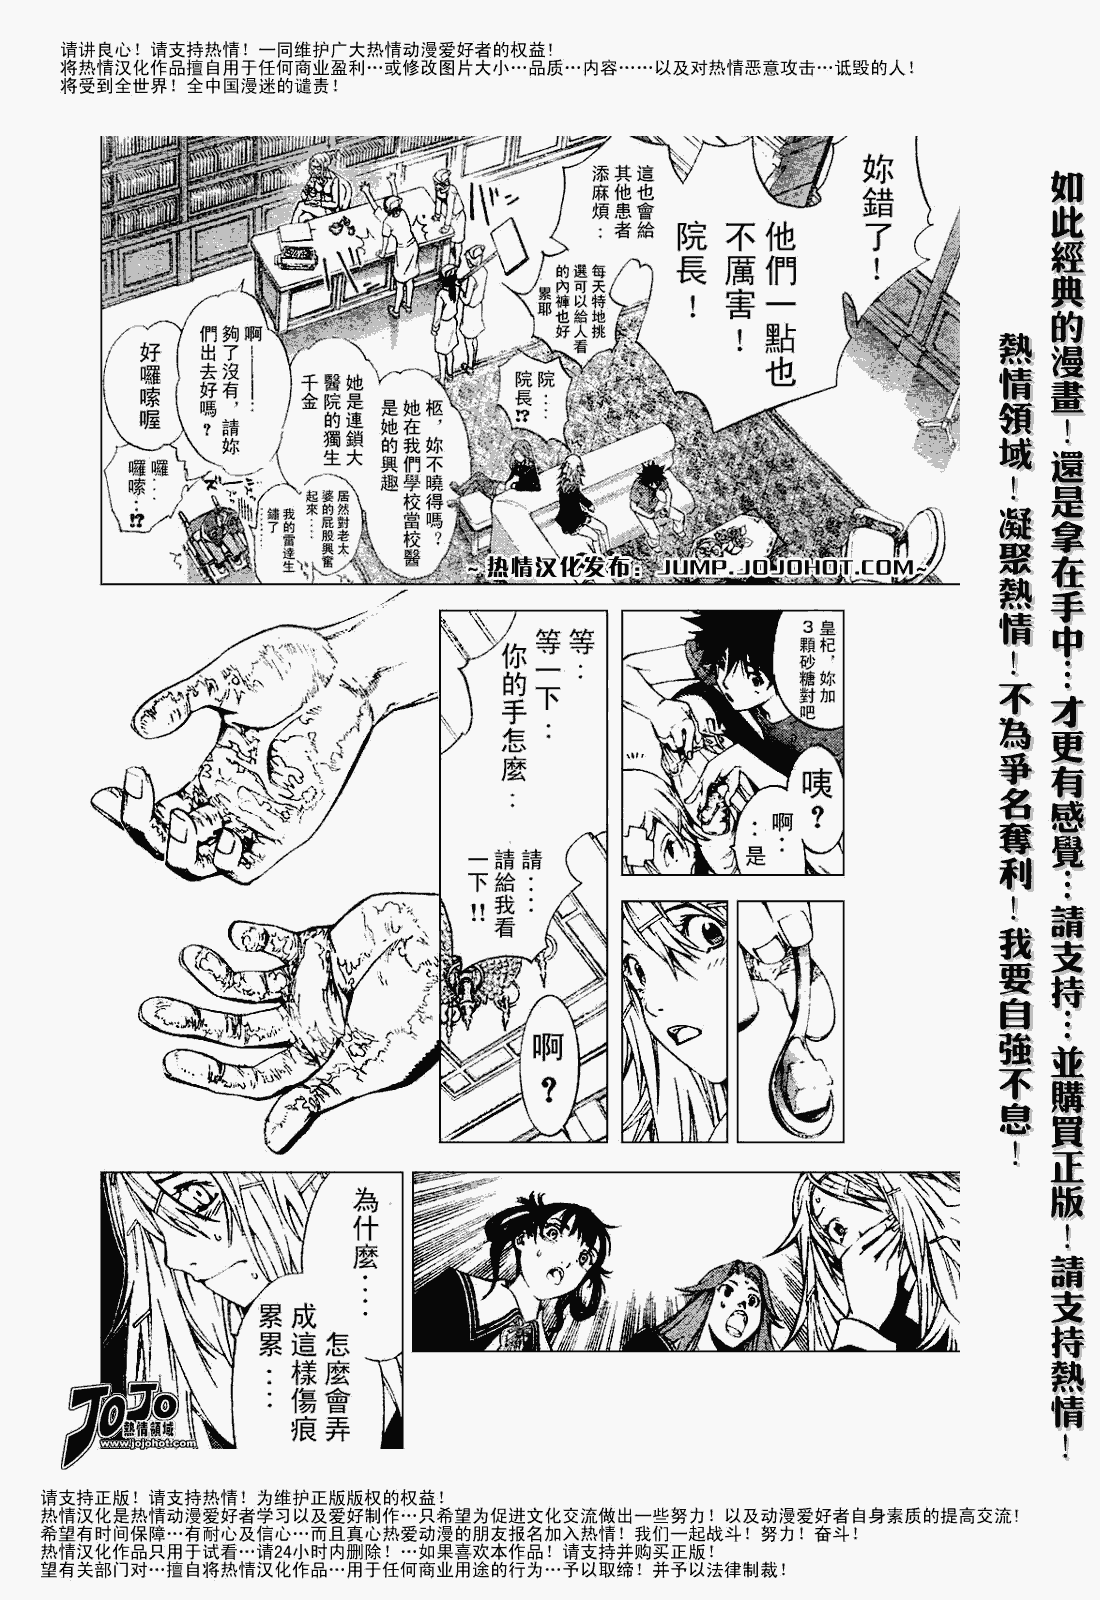 请讲良心！请支持热情！一同维护广大热情动漫爱好者的权益！
将热情汉化作品擅自用于任何商业盈利…或修改图片大小…品质…内容……以及对热情恶意攻击…诋毁的人！
将受到全世界！全中国漫迷的谴责！
如此經典的漫畫！還是拿在手中…才更有感覺…請支持…並購買正版！請支持熱情！
熱情領域！凝聚熱情！不為爭名奪利！我要自強不息！
妳錯了！
他們一點也
不厲害！
院長！
這也會給
其他患者
添麻煩…
每天特地挑
選可以給人看
的內褲也好
累耶
院…
院長!?
柩，妳不曉得嗎？
她在我們學校當校醫
是她的興趣
她是連鎖大
醫院的獨生
千金
啊——…
夠了沒有，請妳
們出去好嗎？
好囉嗦喔
囉…
囉嗦…!?
居然對老太
婆的屁股興奮
起來……
我的雷達生
鏽了……
~热情汉化发布：JUMP.JOJOHOT.COM~
皇杞，妳加
3顆砂糖對吧
咦？
啊…
…是
等…
等一下…
你的手怎麼…
請……
請給我看
一下!!
啊？
為什麼……
怎麼會弄
成這樣傷痕
累累……
JOJO
熱情領域
www.jojohot.com
请支持正版！请支持热情！为维护正版版权的权益！
热情汉化是热情动漫爱好者学习以及爱好制作…只希望为促进文化交流做出一些努力！以及动漫爱好者自身素质的提高交流！
希望有时间保障…有耐心及信心…而且真心热爱动漫的朋友报名加入热情！我们一起战斗！努力！奋斗！
热情汉化作品只用于试看…请24小时内删除！…如果喜欢本作品！请支持并购买正版！
望有关部门对…擅自将热情汉化作品…用于任何商业用途的行为…予以取缔！并予以法律制裁！